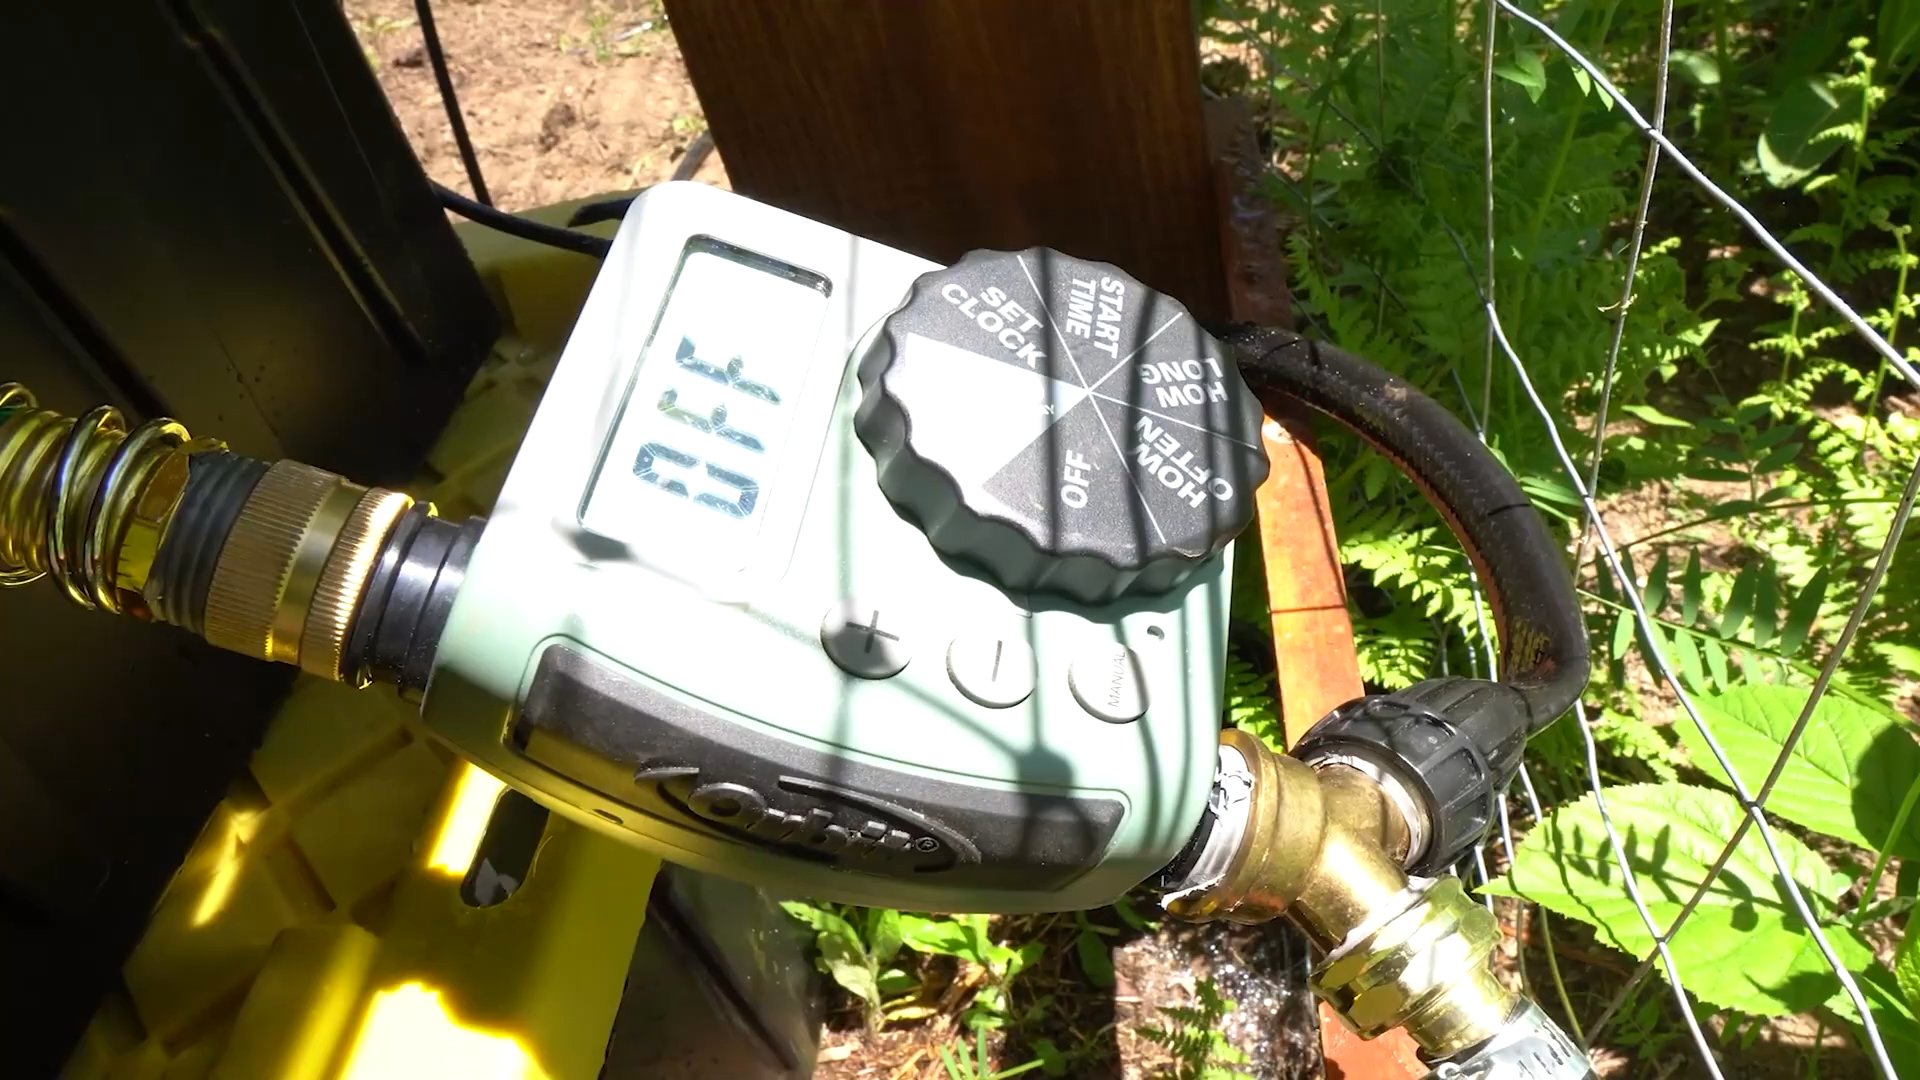 OFF
SET
CLOCK
START
TIME
HOW
LONG
HOW
OFTEN
OFF
+
-
MANUAL
Orbit®